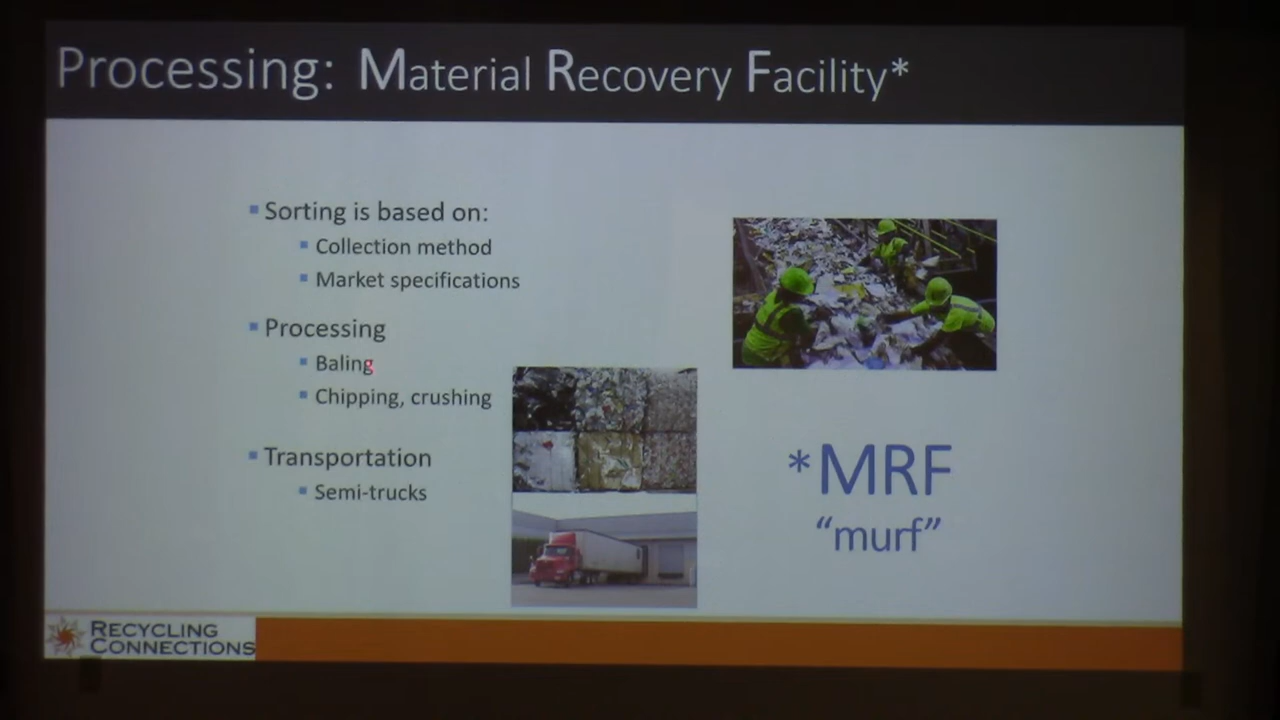 Processing: Material Recovery Facility*
Sorting is based on:
Collection method
Market specifications
Processing
Baling
Chipping, crushing
Transportation
Semi-trucks
*MRF
“murf”
RECYCLING
CONNECTIONS